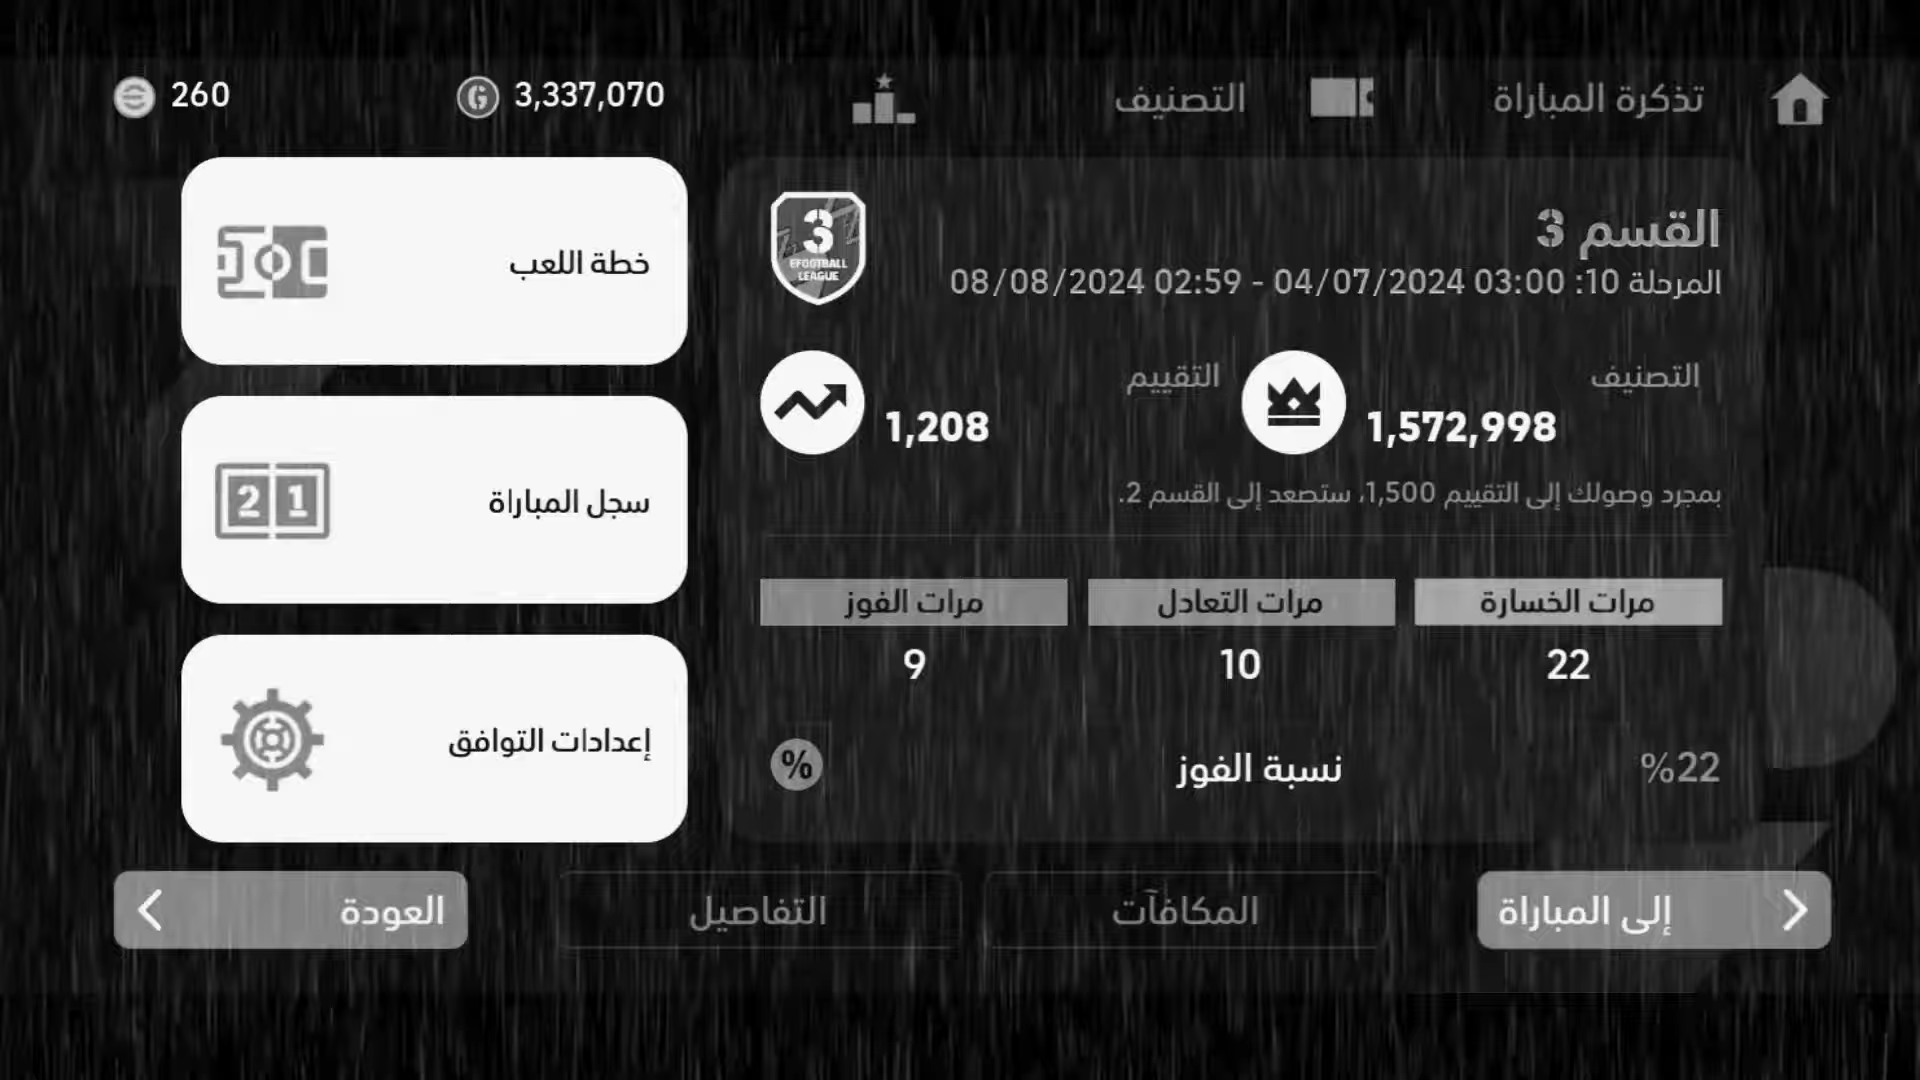 تذكرة المباراة
التصنيف
3,337,070
260
القسم 3
المرحلة 10: 03:00 04/07/2024 - 02:59 08/08/2024
3
EFOOTBALL
LEAGUE
التصنيف
1,572,998
التقييم
1,208
بمجرد وصولك إلى التقييم 1,500، ستصعد إلى القسم 2.
مرات الخسارة
مرات التعادل
مرات الفوز
22
10
9
%22
نسبة الفوز
%
خطة اللعب
سجل المباراة
2 1
إعدادات التوافق
إلى المباراة
المكافآت
التفاصيل
العودة